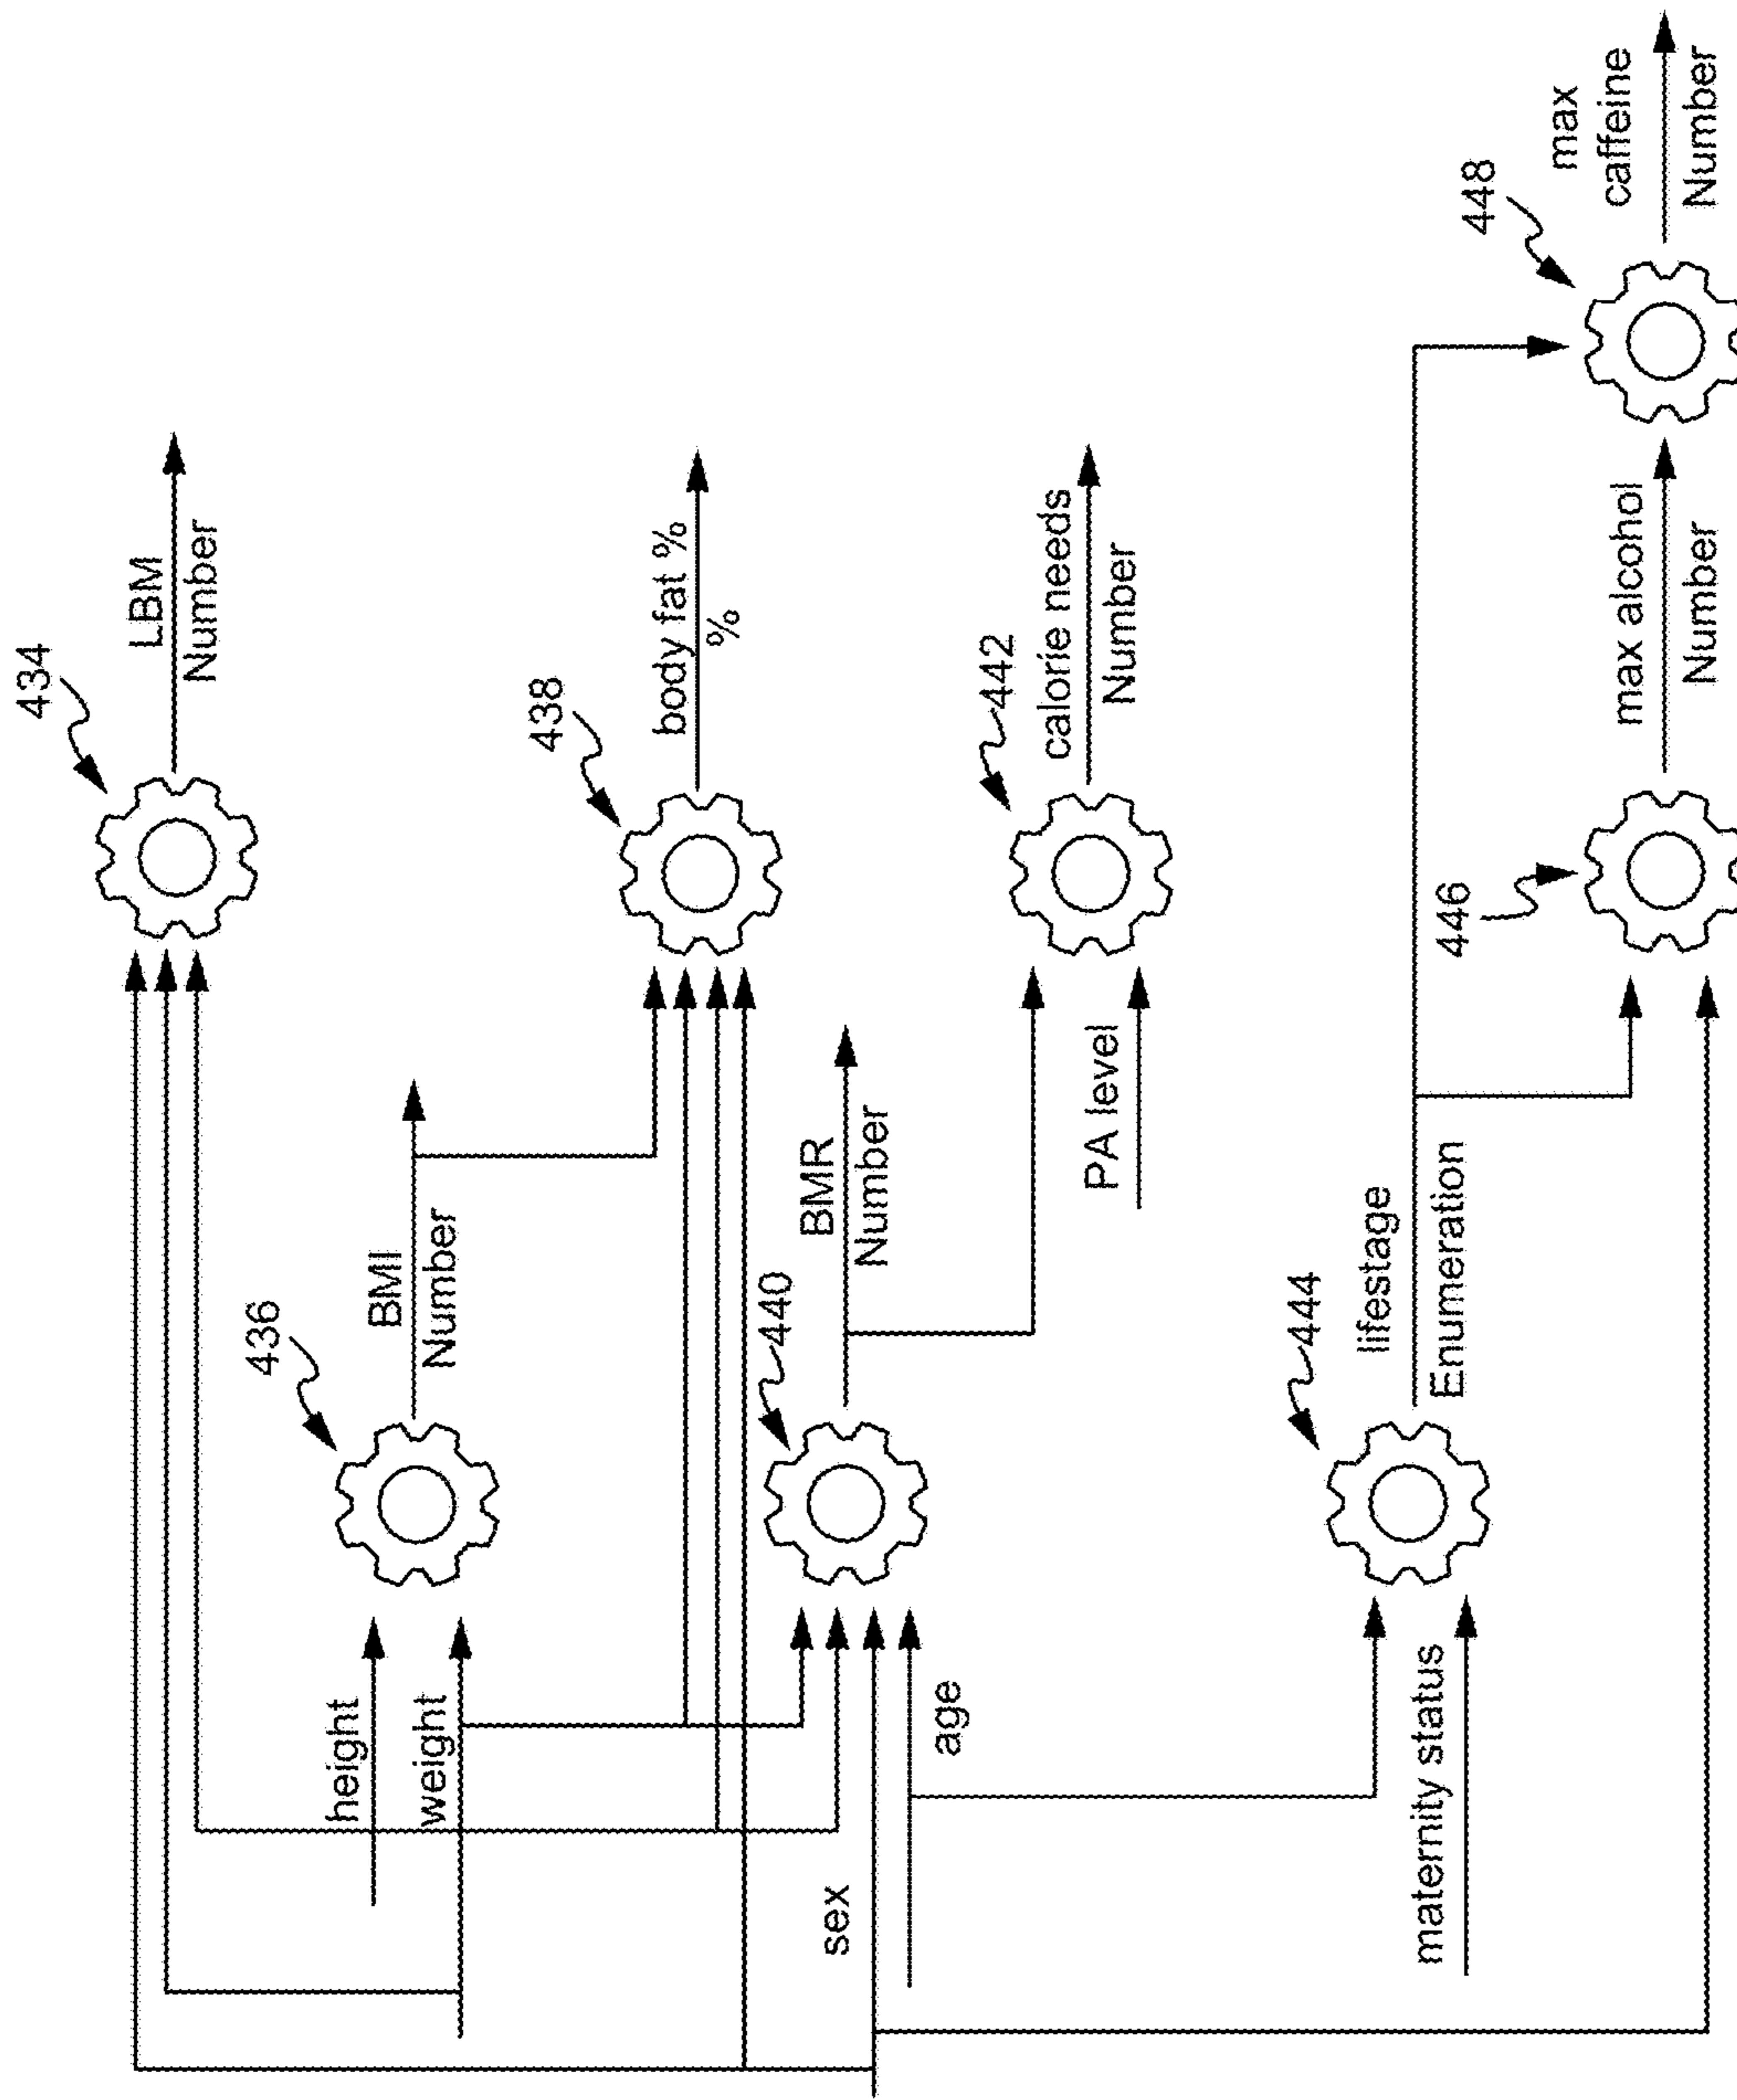 434
LBM
Number
436
height
weight
BMI
Number
438
body fat %
%
sex
age
440
BMR
Number
442
calorie needs
Number
PA level
444
maternity status
lifestage
Enumeration
446
max alcohol
Number
448
max
caffeine
Number